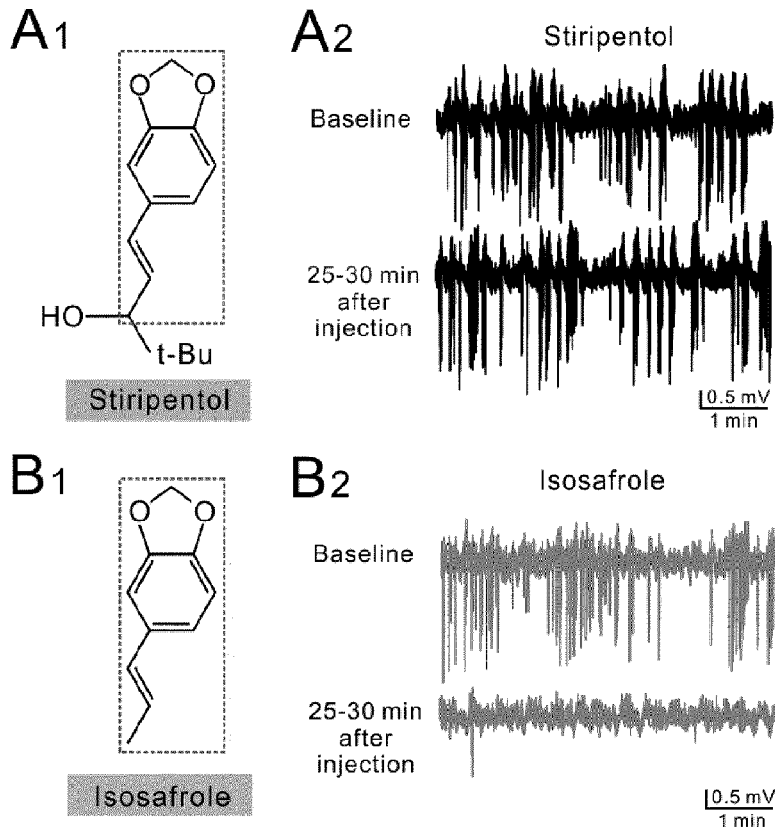 A1
O
O
HO
t-Bu
Stiripentol
A2
Stiripentol
Baseline
25-30 min
after
injection
0.5 mV
1 min
B1
O
O
Isosafrole
B2
Isosafrole
Baseline
25-30 min
after
injection
0.5 mV
1 min